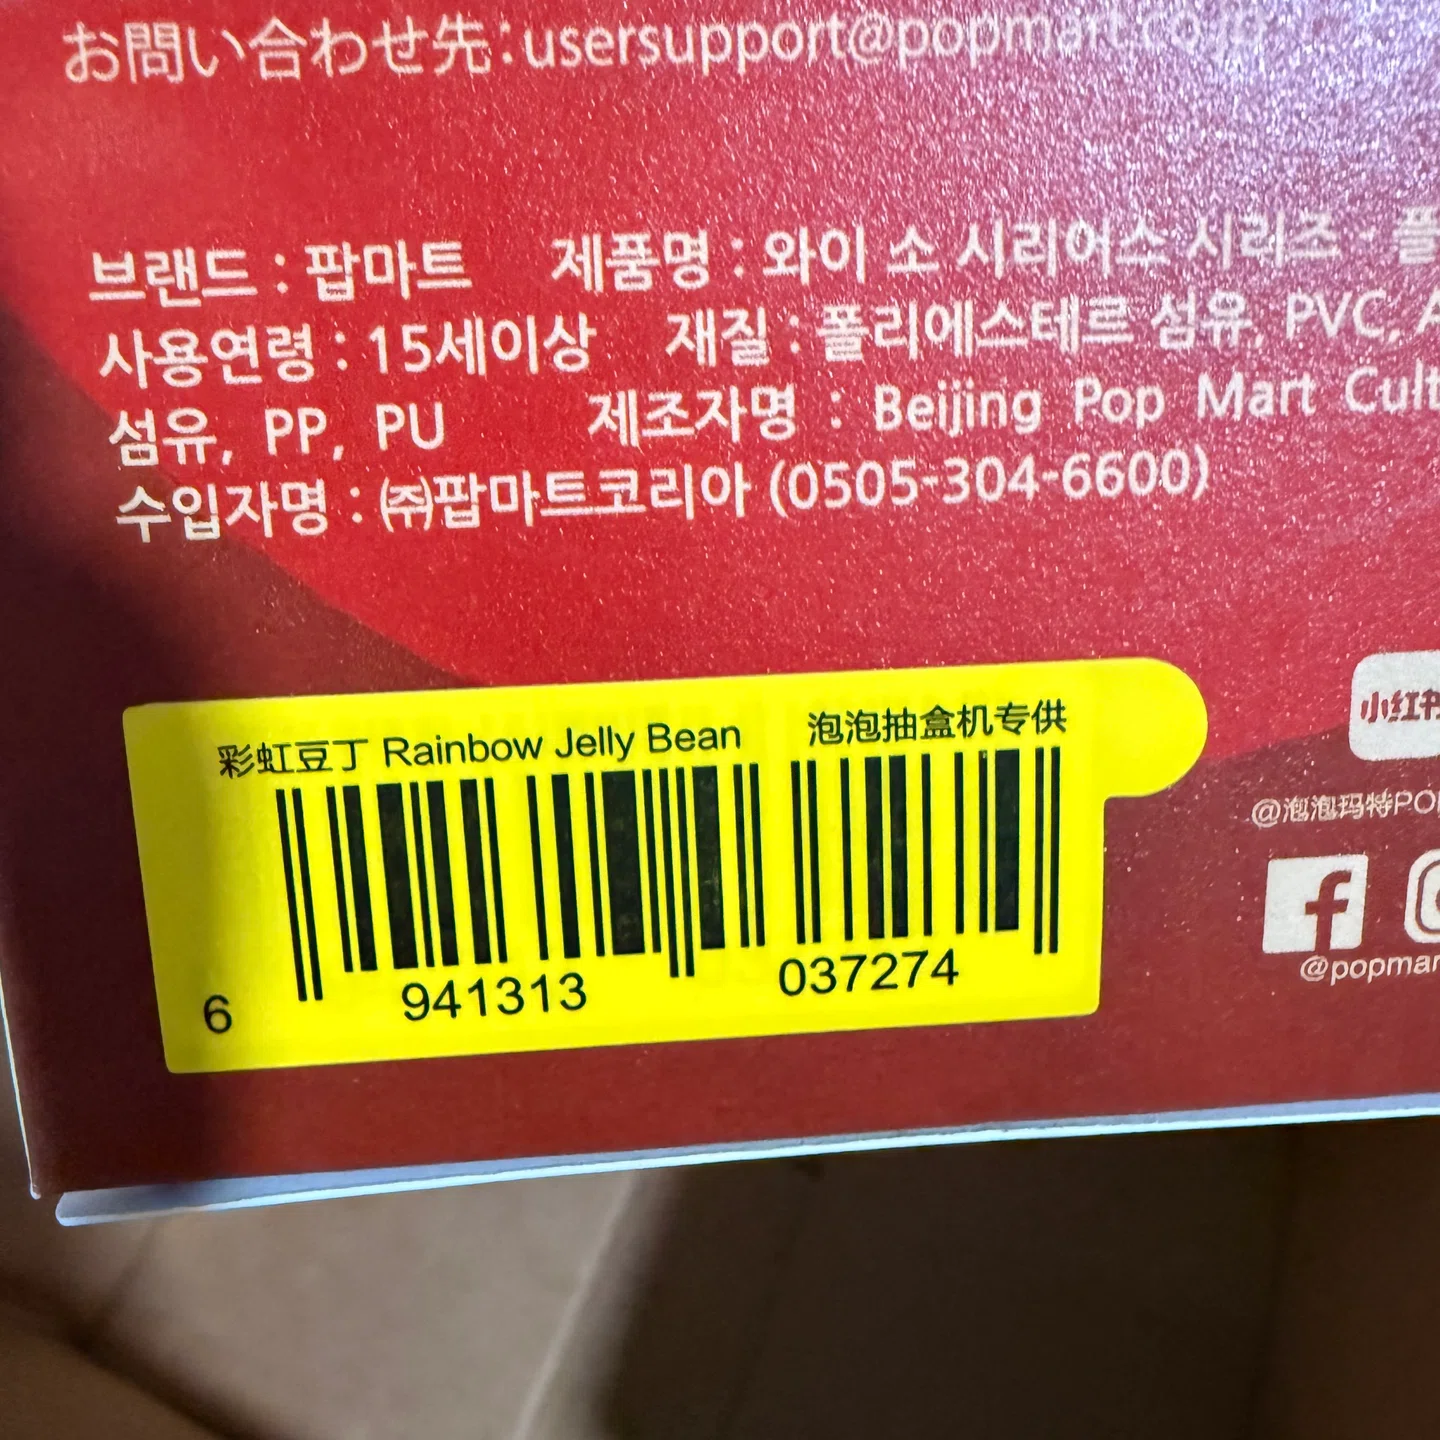 お問い合わせ先：usersupport@popmart.co.jp
브랜드 : 팝마트 제품명 : 와이 소 시리어스 시리즈 ·
사용연령 : 15세이상 재질 : 폴리에스테르 섬유, PVC,
섬유, PP, PU 제조자명 : Beijing Pop Mart
수입자명 : ㈜팝마트코리아 (0505-304-6600)
小红书
彩虹豆丁 Rainbow Jelly Bean 泡泡抽盒机专供
@泡泡玛特
6 941313 037274